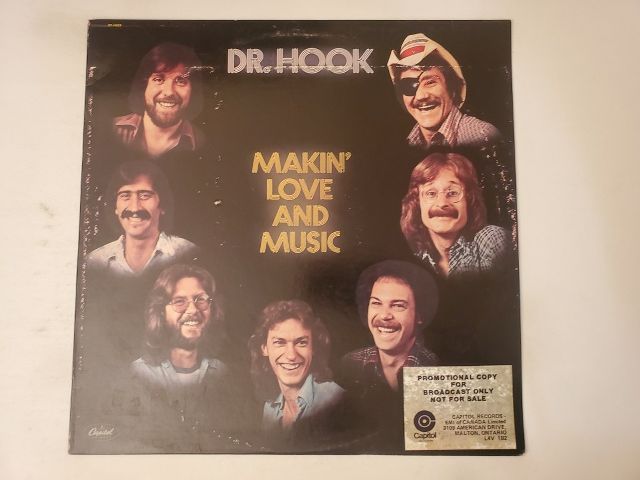 DR. HOOK
MAKIN'
LOVE
AND
MUSIC
PROMOTIONAL COPY
FOR
BROADCAST ONLY
NOT FOR SALE
Capitol
CAPITOL RECORDS -
EMI of CANADA Limited
3109 AMERICAN DRIVE,
MALTON, ONTARIO
L4V 1B2
Capitol